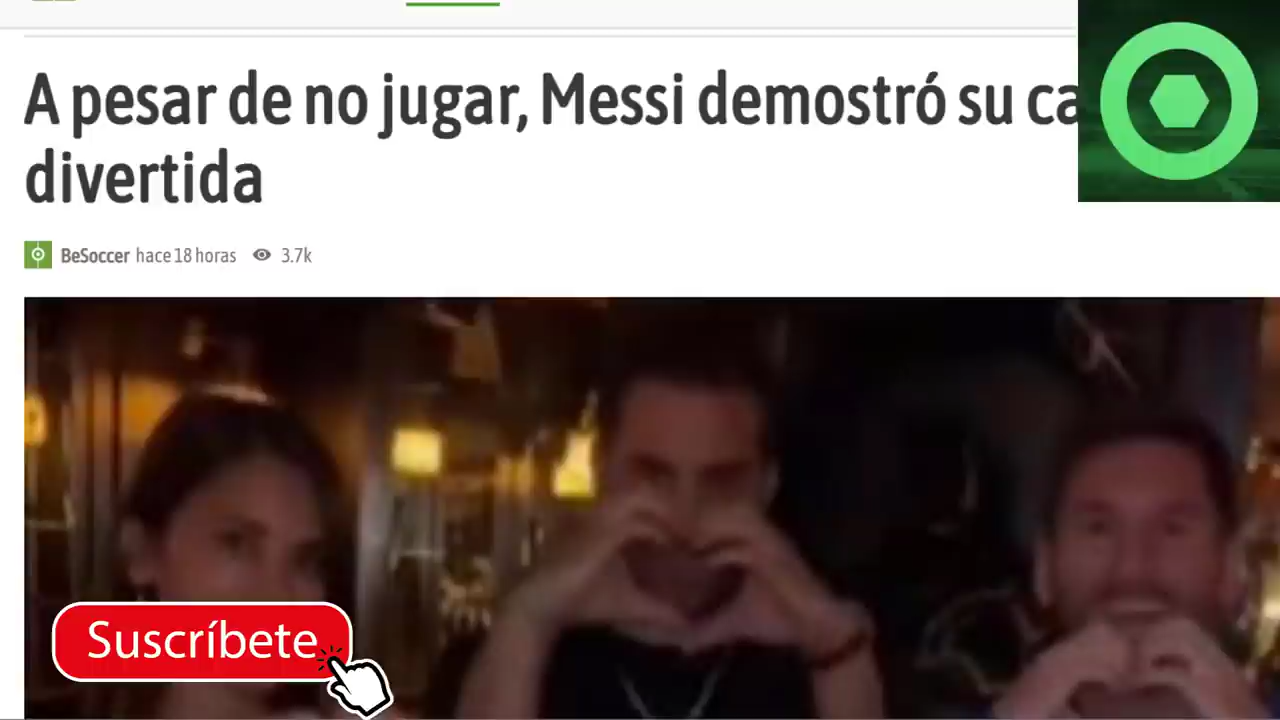 A pesar de no jugar, Messi demostró su ca
divertida
BeSoccer hace 18 horas 3.7k
Suscríbete